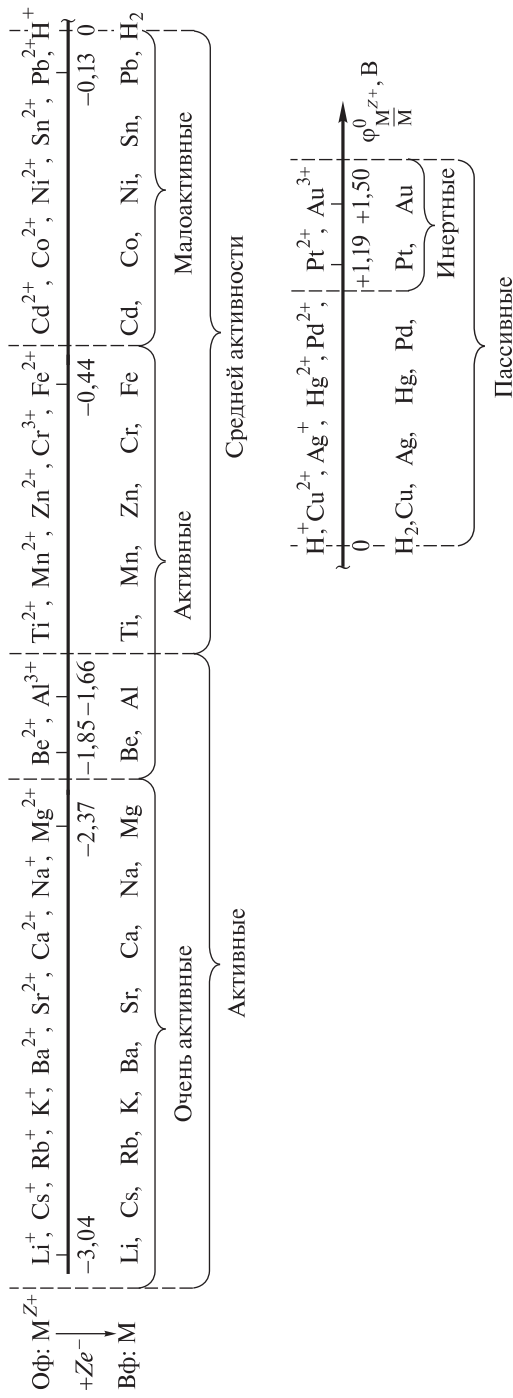 Оф: M^{Z+} Li⁺, Cs⁺, Rb⁺, K⁺, Ba²⁺, Sr²⁺, Ca²⁺, Na⁺, Mg²⁺ Be²⁺, Al³⁺ Ti²⁺, Mn²⁺, Zn²⁺, Cr³⁺, Fe²⁺ Cd²⁺, Co²⁺, Ni²⁺, Sn²⁺, Pb²⁺, H⁺
+Ze⁻ −3,04 −2,37 −1,85 −1,66 −0,44 −0,13 0
Вф: M Li, Cs, Rb, K, Ba, Sr, Ca, Na, Mg Be, Al Ti, Mn, Zn, Cr, Fe Cd, Co, Ni, Sn, Pb, H₂
Очень активные Активные Малоактивные
Активные Средней активности
H⁺, Cu²⁺, Ag⁺, Hg²⁺, Pd²⁺, Pt²⁺, Au³⁺
0 +1,19 +1,50 φ⁰ M^{Z+}/M, В
H₂, Cu, Ag, Hg, Pd, Pt, Au
Инертные
Пассивные